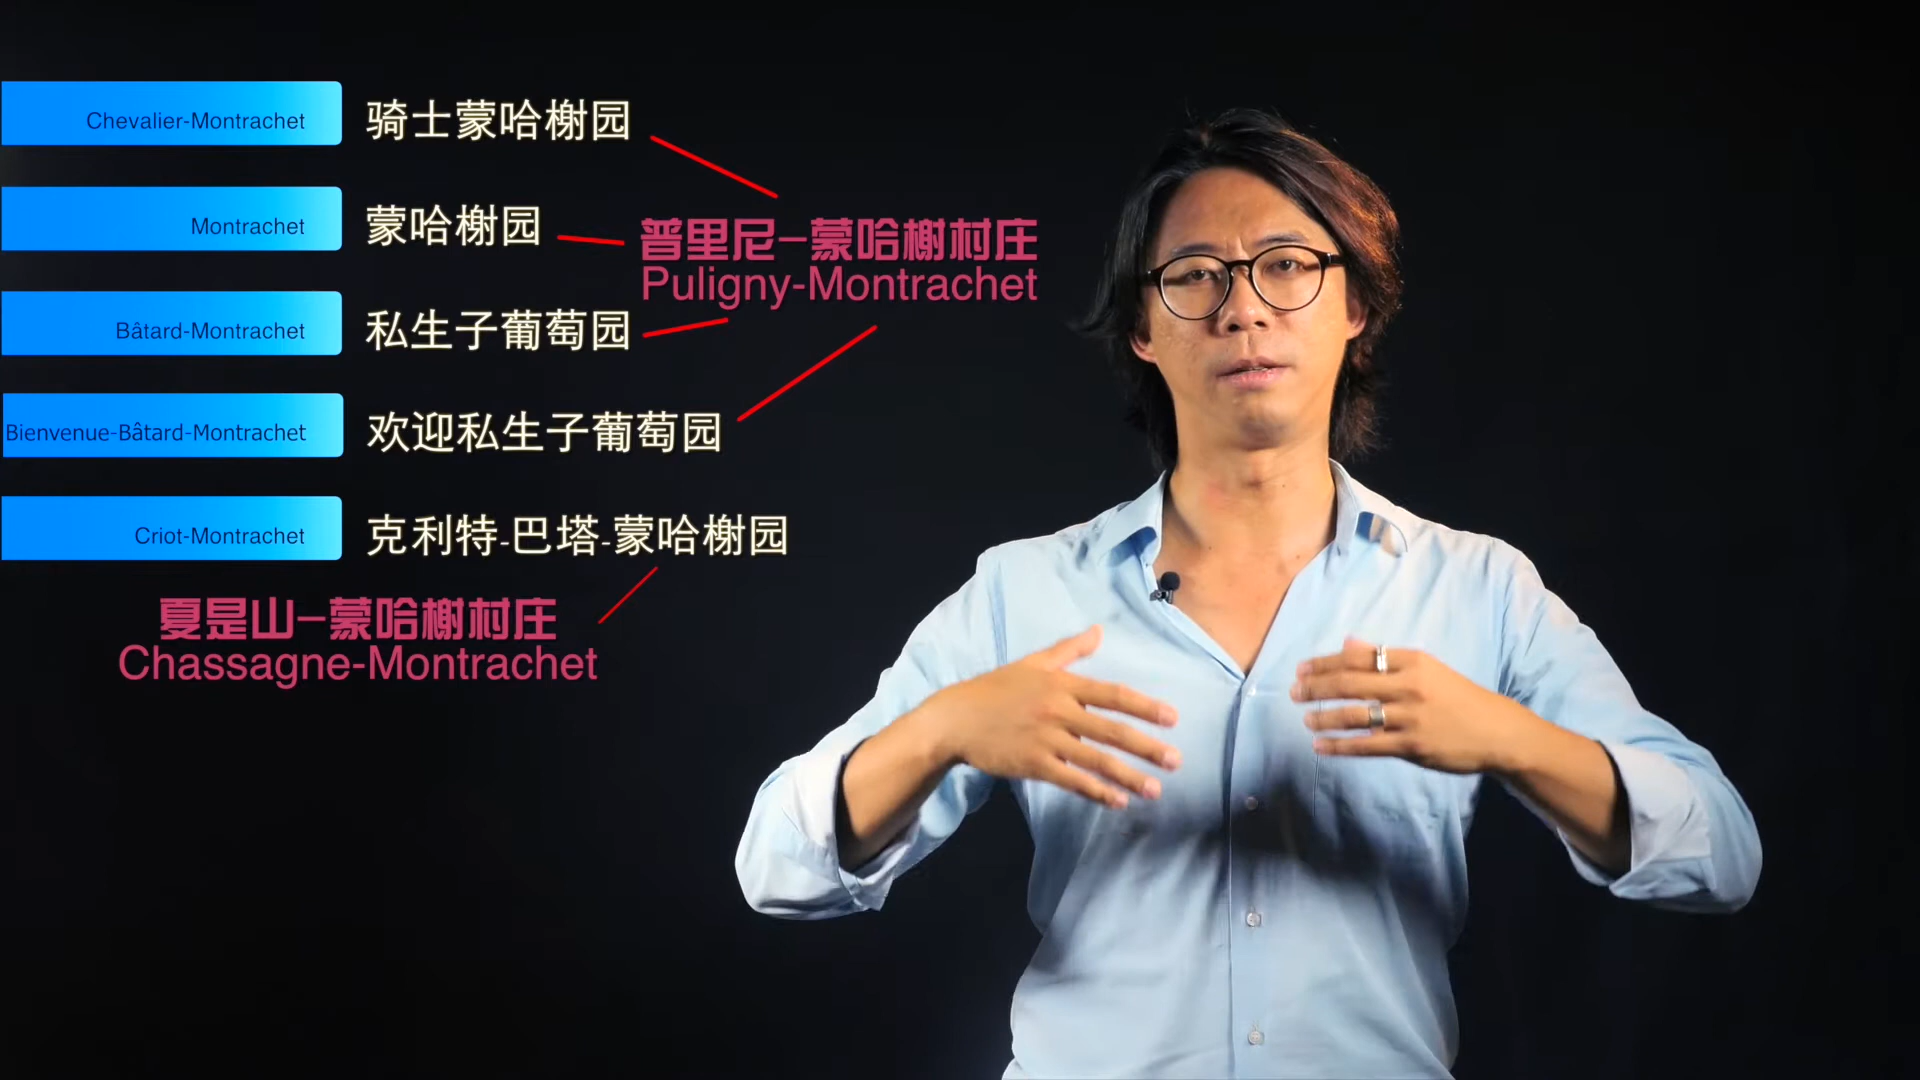 Chevalier-Montrachet 骑士蒙哈榭园
Montrachet 蒙哈榭园
普里尼-蒙哈榭村庄
Puligny-Montrachet
Bâtard-Montrachet 私生子葡萄园
Bienvenue-Bâtard-Montrachet 欢迎私生子葡萄园
Criot-Montrachet 克利特-巴塔-蒙哈榭园
夏是山-蒙哈榭村庄
Chassagne-Montrachet